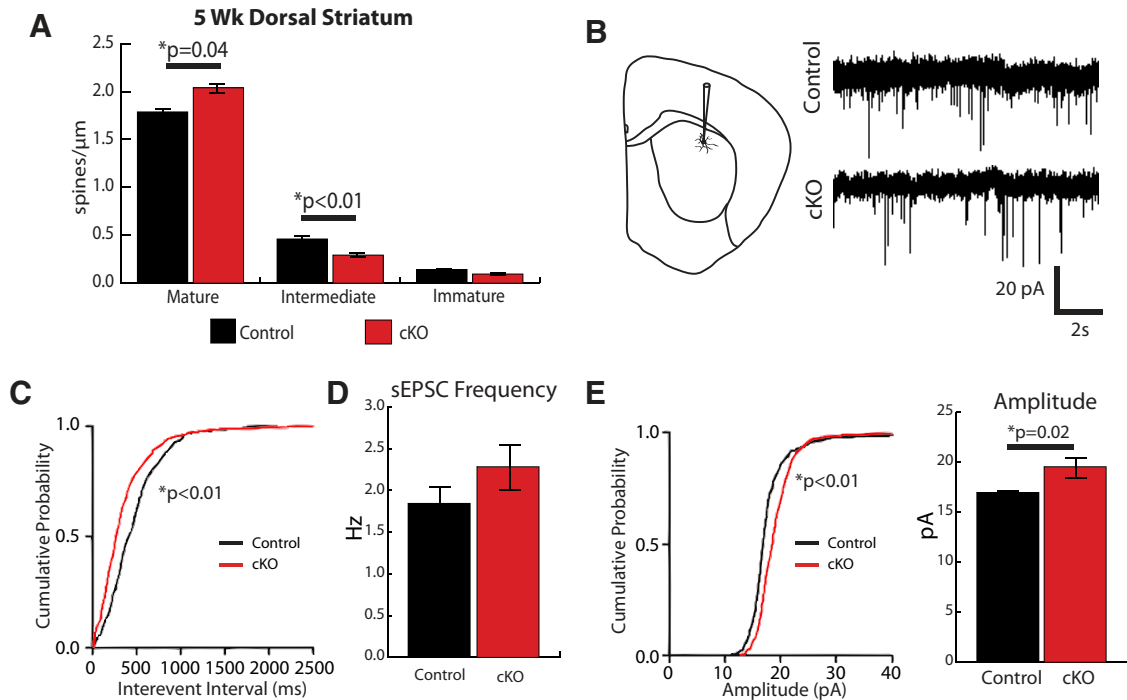 A
5 Wk Dorsal Striatum
2.5
2.0
1.5
1.0
0.5
0.0
spines/µm
*p=0.04
*p<0.01
Mature
Intermediate
Immature
Control
cKO
B
Control
cKO
20 pA
2s
C
1.0
0.5
0.0
Cumulative Probability
*p<0.01
Control
cKO
0
500
1000
1500
2000
2500
Interevent Interval (ms)
D
sEPSC Frequency
3.0
2.5
2.0
1.5
1.0
0.5
0.0
Hz
Control
cKO
E
1.0
0.5
0.0
Cumulative Probability
*p<0.01
Control
cKO
0
10
20
30
40
Amplitude (pA)
Amplitude
25
20
15
10
5
0
pA
*p=0.02
Control
cKO